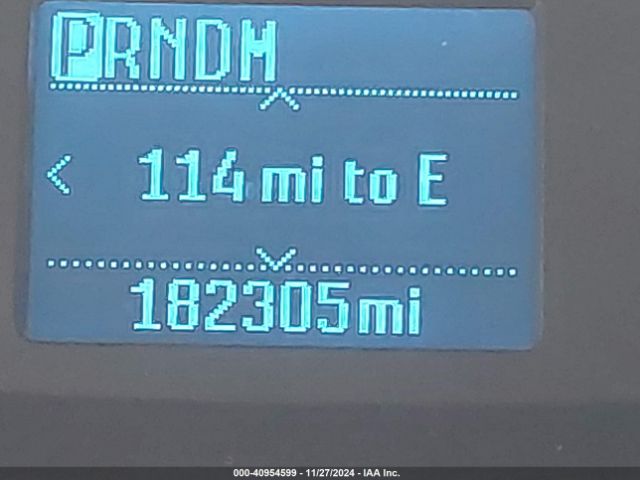 PRNDM
< 114 mi to E
182305mi
000-40954599 - 11/27/2024 - IAA Inc.